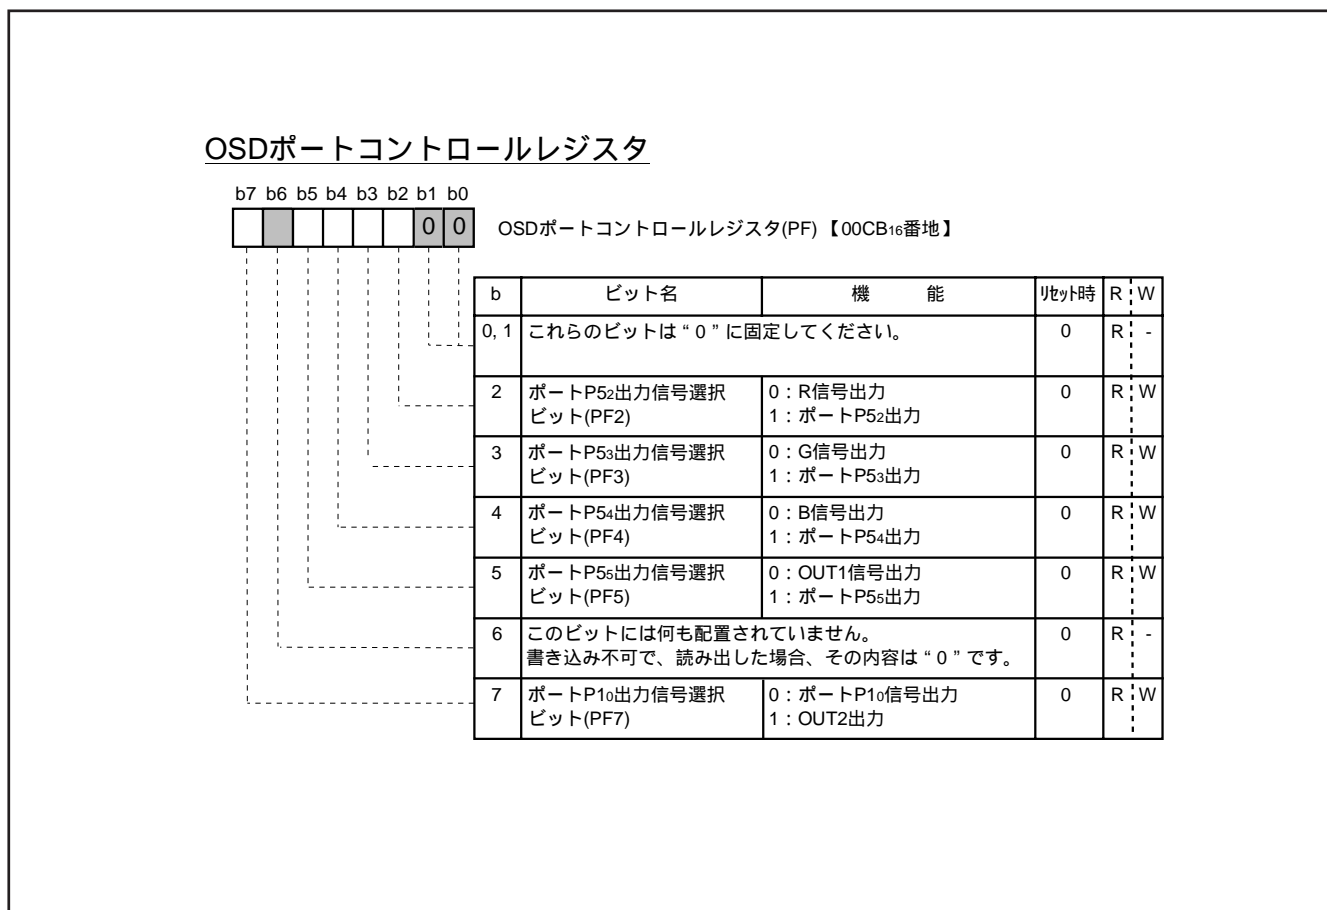 OSDポートコントロールレジスタ
b7 b6 b5 b4 b3 b2 b1 b0
0 0 OSDポートコントロールレジスタ(PF)【00CB16番地】
b ビット名 機 能 リセット時 R W
0, 1 これらのビットは“0”に固定してください。 0 R -
2 ポートP52出力信号選択 0:R信号出力 0 R W
ビット(PF2) 1:ポートP52出力
3 ポートP53出力信号選択 0:G信号出力 0 R W
ビット(PF3) 1:ポートP53出力
4 ポートP54出力信号選択 0:B信号出力 0 R W
ビット(PF4) 1:ポートP54出力
5 ポートP55出力信号選択 0:OUT1信号出力 0 R W
ビット(PF5) 1:ポートP55出力
6 このビットには何も配置されていません。 0 R -
書き込み不可で、読み出した場合、その内容は“0”です。
7 ポートP10出力信号選択 0:ポートP10信号出力 0 R W
ビット(PF7) 1:OUT2出力